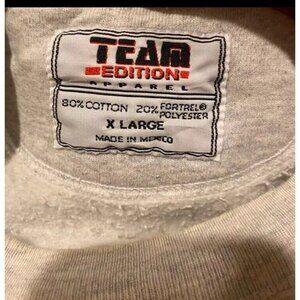 TEAM
EDITION
APPAREL
80% COTTON 20% FORTREL®
POLYESTER
X LARGE
MADE IN MEXICO